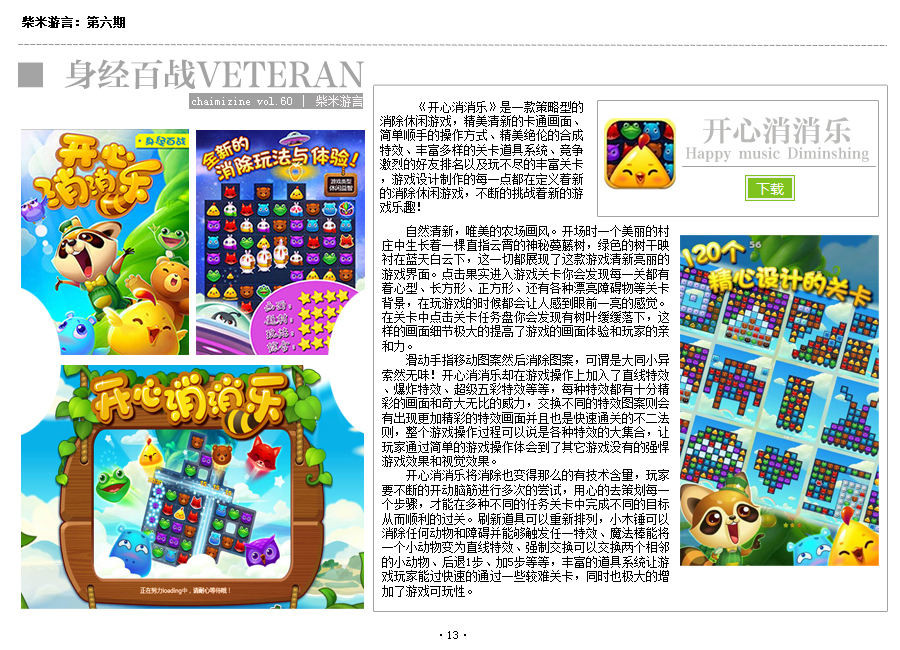 柴米游言：第六期
身经百战VETERAN
chaimizine vol.60 | 柴米游言
身经百战
开心
消消乐
全新的
消除玩法与体验！
游戏类型
休闲益智
开心消消乐
正在努力loading中，请耐心等待哦！
《开心消消乐》是一款策略型的
消除休闲游戏，精美清新的卡通画面、
简单顺手的操作方式、精美绝伦的合成
特效、丰富多样的关卡道具系统、竞争
激烈的好友排名以及玩不尽的丰富关卡
，游戏设计制作的每一点都在定义着新
的消除休闲游戏，不断的挑战着新的游
戏乐趣！
开心消消乐
Happy music Diminshing
下载
自然清新，唯美的农场画风。开场时一个美丽的村
庄中生长着一棵直指云霄的神秘蔓藤树，绿色的树干映
衬在蓝天白云下，这一切都展现了这款游戏清新亮丽的
游戏界面。点击果实进入游戏关卡你会发现每一关都有
着心型、长方形、正方形、还有各种漂亮障碍物等关卡
背景，在玩游戏的时候都会让人感到眼前一亮的感觉。
在关卡中点击关卡任务盘你会发现有树叶缓缓落下，这
样的画面细节极大的提高了游戏的画面体验和玩家的亲
和力。
滑动手指移动图案然后消除图案，可谓是大同小异
索然无味！开心消消乐却在游戏操作上加入了直线特效
、爆炸特效、超级五彩特效等等，每种特效都有十分精
彩的画面和奇大无比的威力，交换不同的特效图案则会
有出现更加精彩的特效画面并且也是快速通关的不二法
则，整个游戏操作过程可以说是各种特效的大集合，让
玩家通过简单的游戏操作体会到了其它游戏没有的强悍
游戏效果和视觉效果。
开心消消乐将消除也变得那么的有技术含量，玩家
要不断的开动脑筋进行多次的尝试，用心的去策划每一
个步骤，才能在多种不同的任务关卡中完成不同的目标
从而顺利的过关。刷新道具可以重新排列，小木锤可以
消除任何动物和障碍并能够触发任一特效、魔法棒能将
一个小动物变为直线特效、强制交换可以交换两个相邻
的小动物、后退1步、加5步等等，丰富的道具系统让游
戏玩家能过快速的通过一些较难关卡，同时也极大的增
加了游戏可玩性。
120个
56
精心设计的关卡
· 13 ·